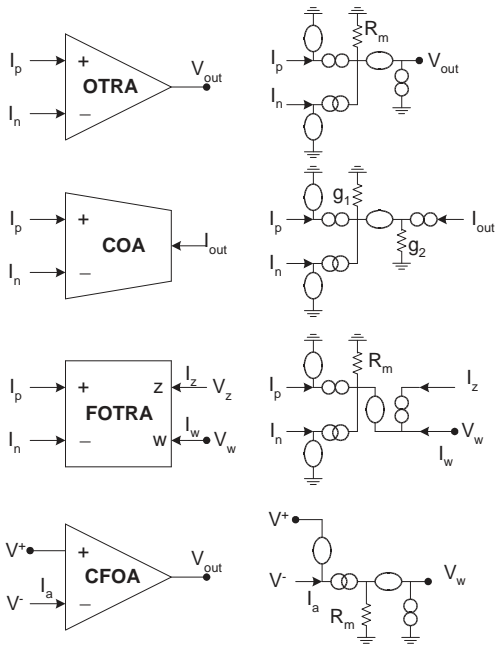 I_p + OTRA V_out
I_n −
R_m
I_p V_out
I_n
I_p + COA I_out
I_n −
g_1
I_p I_out
g_2
I_n
I_p + FOTRA z I_z V_z
I_n − w I_w V_w
R_m
I_p I_z
I_n V_w
I_w
V⁺ + CFOA V_out
I_a
V⁻ −
V⁺
V⁻ I_a V_w
R_m